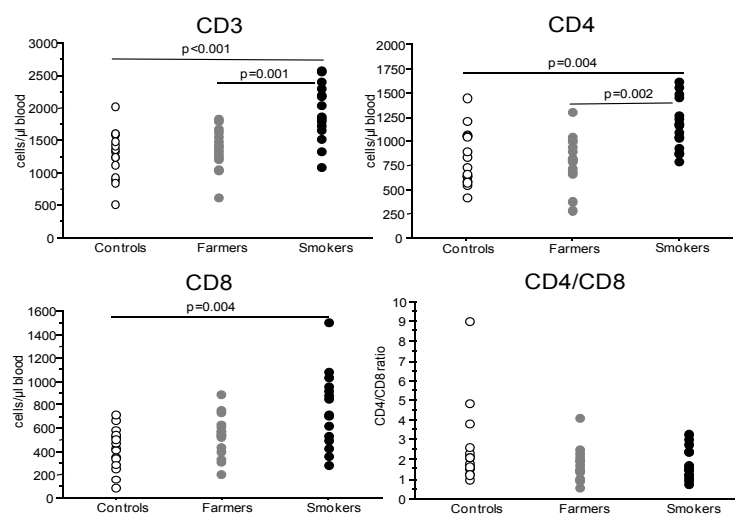 CD3
cells/µl blood
3000
2500
2000
1500
1000
500
0
p<0.001
p=0.001
Controls Farmers Smokers
CD4
cells/µl blood
2000
1750
1500
1250
1000
750
500
250
0
p=0.004
p=0.002
Controls Farmers Smokers
CD8
cells/µl blood
1600
1400
1200
1000
800
600
400
200
0
p=0.004
Controls Farmers Smokers
CD4/CD8
CD4/CD8 ratio
10
9
8
7
6
5
4
3
2
1
0
Controls Farmers Smokers